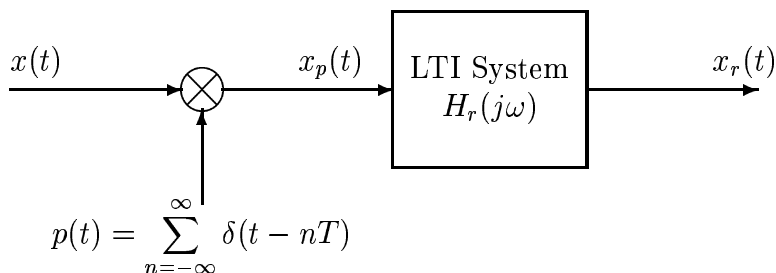 x(t)
x_p(t)
LTI System
H_r(jω)
x_r(t)
p(t) = ∑_{n=-∞}^{∞} δ(t − nT)